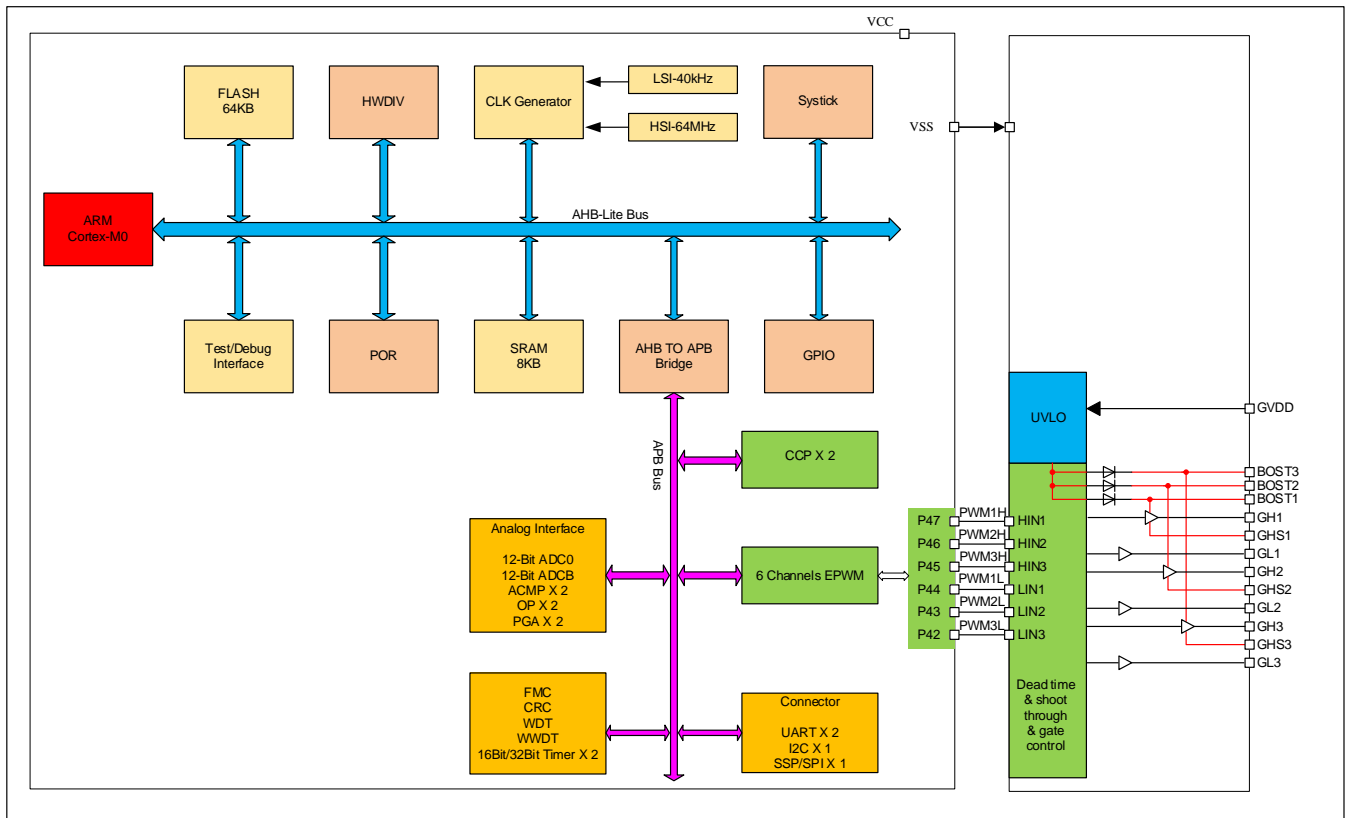 VCC
FLASH
64KB
HWDIV
CLK Generator
LSI-40kHz
HSI-64MHz
Systick
VSS
ARM
Cortex-M0
AHB-Lite Bus
Test/Debug
Interface
POR
SRAM
8KB
AHB TO APB
Bridge
GPIO
APB Bus
CCP X 2
Analog Interface
12-Bit ADC0
12-Bit ADCB
ACMP X 2
OP X 2
PGA X 2
6 Channels EPWM
FMC
CRC
WDT
WWDT
16Bit/32Bit Timer X 2
Connector
UART X 2
I2C X 1
SSP/SPI X 1
P47
P46
P45
P44
P43
P42
PWM1H
PWM2H
PWM3H
PWM1L
PWM2L
PWM3L
UVLO
HIN1
HIN2
HIN3
LIN1
LIN2
LIN3
Dead time
& shoot
through
& gate
control
GVDD
BOST3
BOST2
BOST1
GH1
GHS1
GL1
GH2
GHS2
GL2
GH3
GHS3
GL3